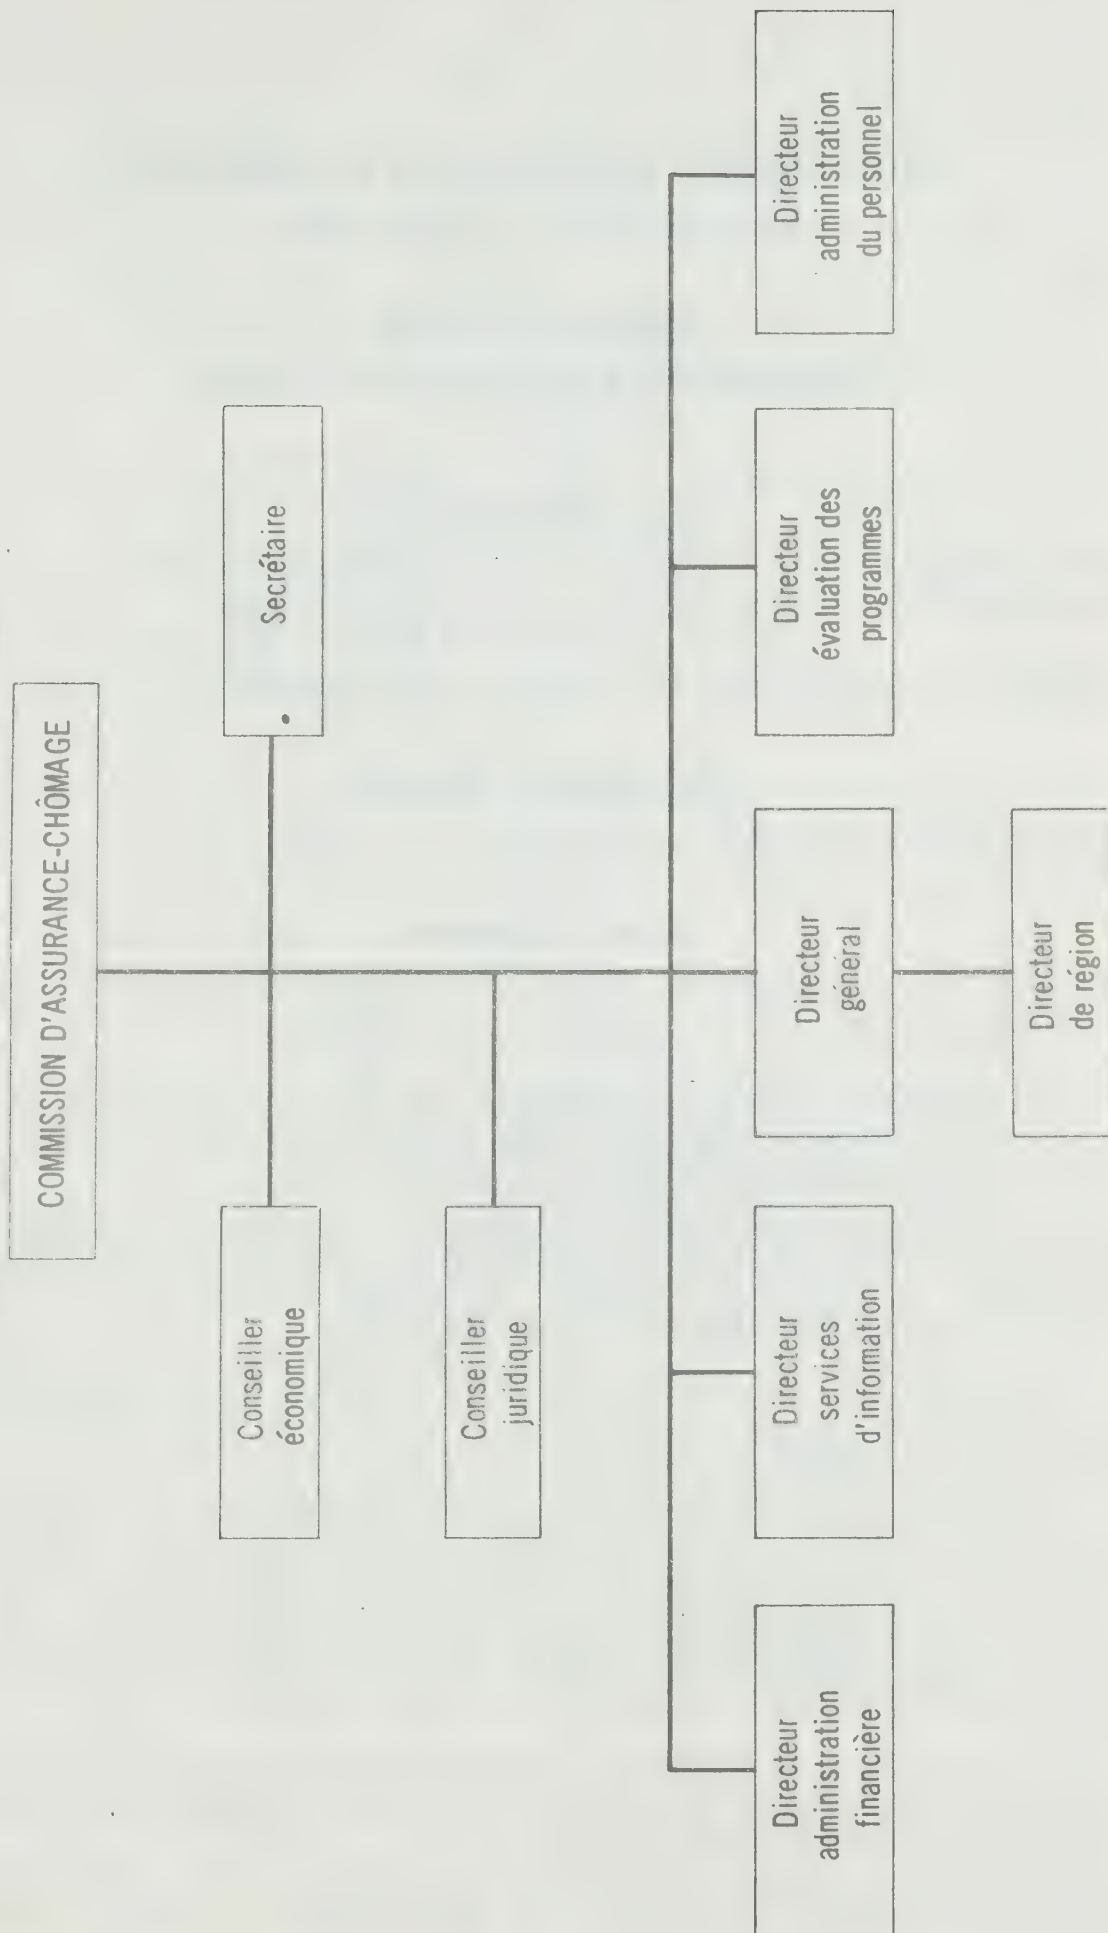 COMMISSION D'ASSURANCE-CHÔMAGE
Conseiller
économique
Secrétaire
Conseiller
juridique
Directeur
administration
financière
Directeur
services
d'information
Directeur
général
Directeur
évaluation des
programmes
Directeur
administration
du personnel
Directeur
de région